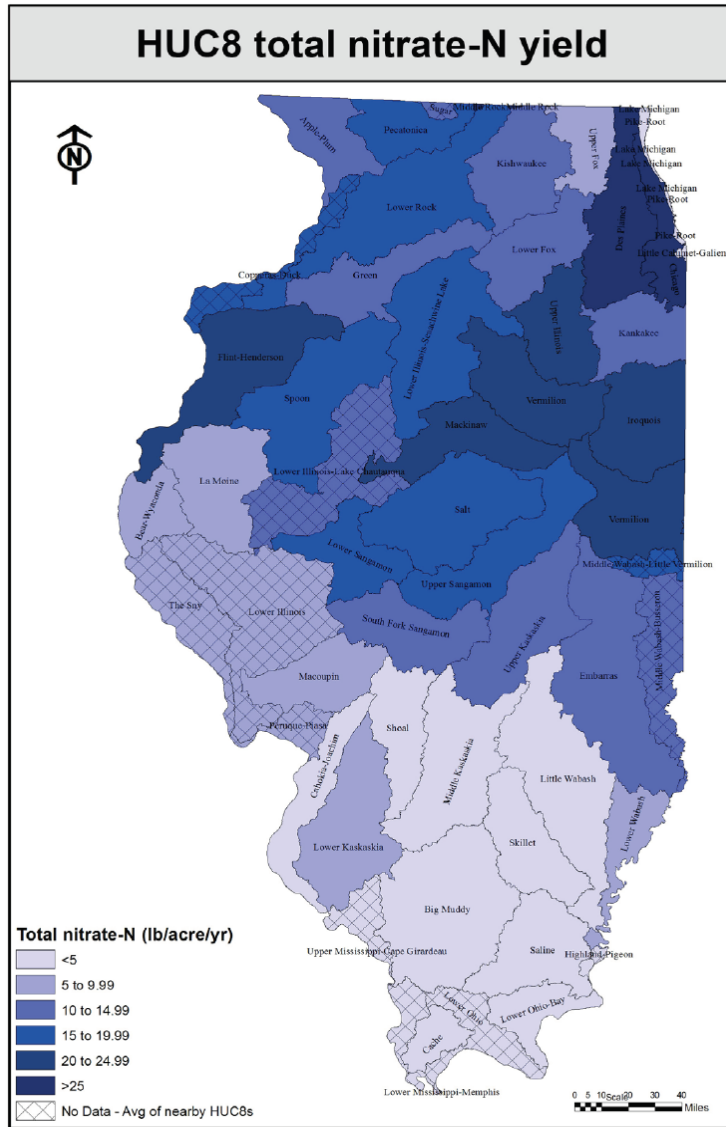 HUC8 total nitrate-N yield
N
Apple-Plum
Pecatonica
Sugar
Middle Rock
Middle Rock
Kishwaukee
Upper Fox
Lake Michigan
Pike-Root
Lake Michigan
Lake Michigan
Lake Michigan
Pike-Root
Pike-Root
Little Calumet-Galien
Chicago
Des Plaines
Lower Rock
Lower Fox
Green
Copperas-Duck
Lower Illinois-Senachwine Lake
Upper Illinois
Kankakee
Flint-Henderson
Spoon
Vermilion
Iroquois
Mackinaw
Lower Illinois-Lake Chautauqua
La Moine
Bear-Wyaconda
Salt
Vermilion
Lower Sangamon
Upper Sangamon
Middle Wabash-Little Vermilion
The Sny
Lower Illinois
South Fork Sangamon
Upper Kaskaskia
Middle Wabash-Busseron
Embarras
Macoupin
Peruque-Piasa
Cahokia-Joachim
Shoal
Middle Kaskaskia
Little Wabash
Lower Wabash
Lower Kaskaskia
Skillet
Big Muddy
Upper Mississippi-Cape Girardeau
Saline
Highland-Pigeon
Lower Ohio
Lower Ohio-Bay
Cache
Lower Mississippi-Memphis
Total nitrate-N (lb/acre/yr)
<5
5 to 9.99
10 to 14.99
15 to 19.99
20 to 24.99
>25
No Data - Avg of nearby HUC8s
Scale
0 5 10 20 30 40
Miles